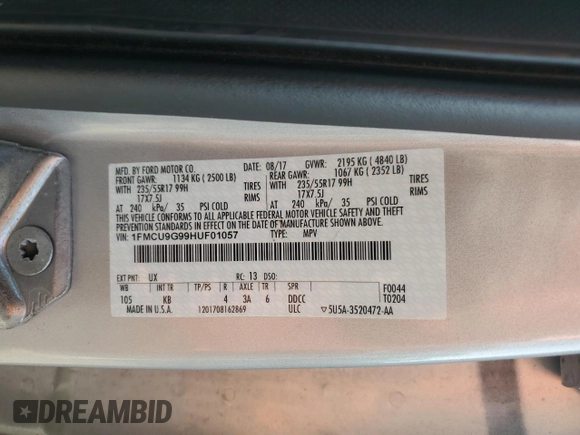 MFD. BY FORD MOTOR CO. 08/17 GVWR: 2195 KG ( 4840 LB)
FRONT GAWR: 1134 KG ( 2500 LB) REAR GAWR: 1067 KG ( 2352 LB)
WITH 235/55R17 99H TIRES WITH 235/55R17 99H TIRES
17X7.5J 17X7.5J
AT 240 kPa/ 35 PSI COLD AT 240 kPa/ 35 PSI COLD
THIS VEHICLE CONFORMS TO ALL APPLICABLE FEDERAL MOTOR VEHICLE SAFETY AND THEFT
PREVENTION STANDARDS IN EFFECT ON THE DATE OF MANUFACTURE SHOWN ABOVE.
VIN: 1FMCU9G99HUF01057 TYPE: MPV
EXT PNT: UX RC: 13 DSO:
WB INT TR TP/PS R AXLE TR SPR F0044
105 KB 4 3A 6 DDCC T0204
MADE IN U.S.A. 1201708162869 ULC ▽5U5A-3520472-AA
DREAMBID